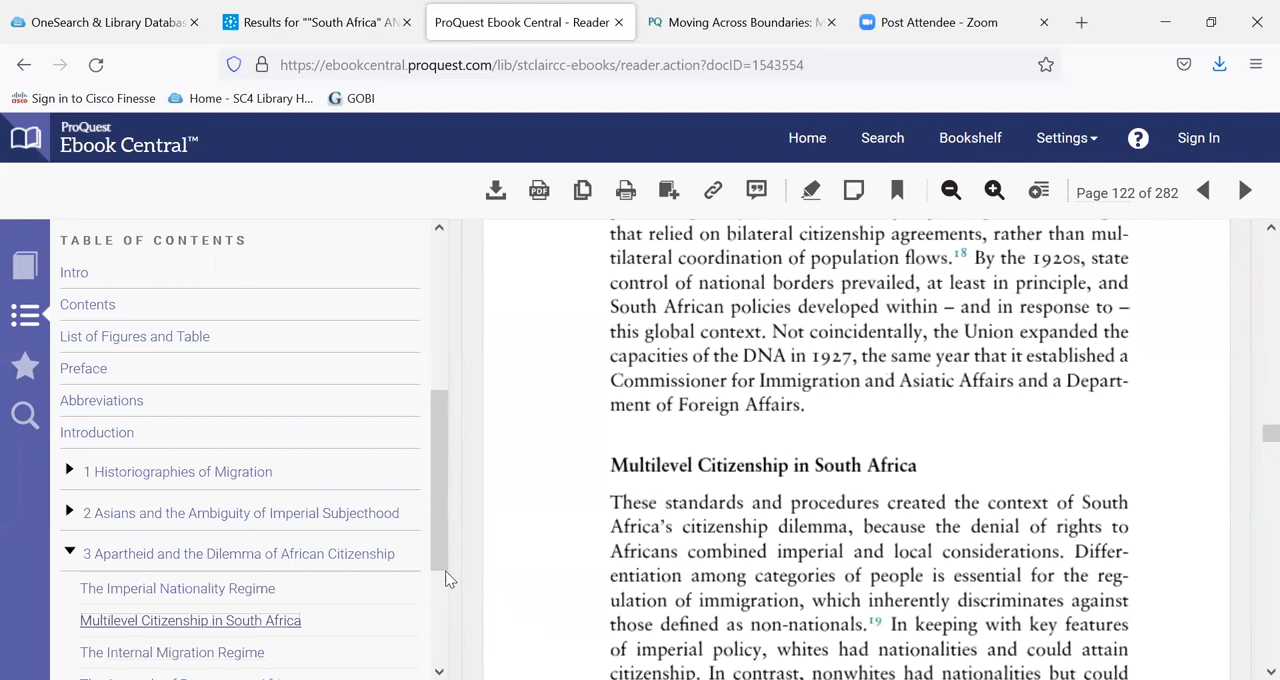 OneSearch & Library Databas
Results for ""South Africa" AN
ProQuest Ebook Central - Reader
PQ Moving Across Boundaries: M
Post Attendee - Zoom
https://ebookcentral.proquest.com/lib/stclaircc-ebooks/reader.action?docID=1543554
Sign in to Cisco Finesse
Home - SC4 Library H...
G GOBI
ProQuest
Ebook Central™
Home
Search
Bookshelf
Settings
?
Sign In
PDF
Page 122 of 282
TABLE OF CONTENTS
Intro
Contents
List of Figures and Table
Preface
Abbreviations
Introduction
1 Historiographies of Migration
2 Asians and the Ambiguity of Imperial Subjecthood
3 Apartheid and the Dilemma of African Citizenship
The Imperial Nationality Regime
Multilevel Citizenship in South Africa
The Internal Migration Regime
that relied on bilateral citizenship agreements, rather than mul-
tilateral coordination of population flows.18 By the 1920s, state
control of national borders prevailed, at least in principle, and
South African policies developed within – and in response to –
this global context. Not coincidentally, the Union expanded the
capacities of the DNA in 1927, the same year that it established a
Commissioner for Immigration and Asiatic Affairs and a Depart-
ment of Foreign Affairs.
Multilevel Citizenship in South Africa
These standards and procedures created the context of South
Africa's citizenship dilemma, because the denial of rights to
Africans combined imperial and local considerations. Differ-
entiation among categories of people is essential for the reg-
ulation of immigration, which inherently discriminates against
those defined as non-nationals.19 In keeping with key features
of imperial policy, whites had nationalities and could attain
citizenship. In contrast, nonwhites had nationalities but could